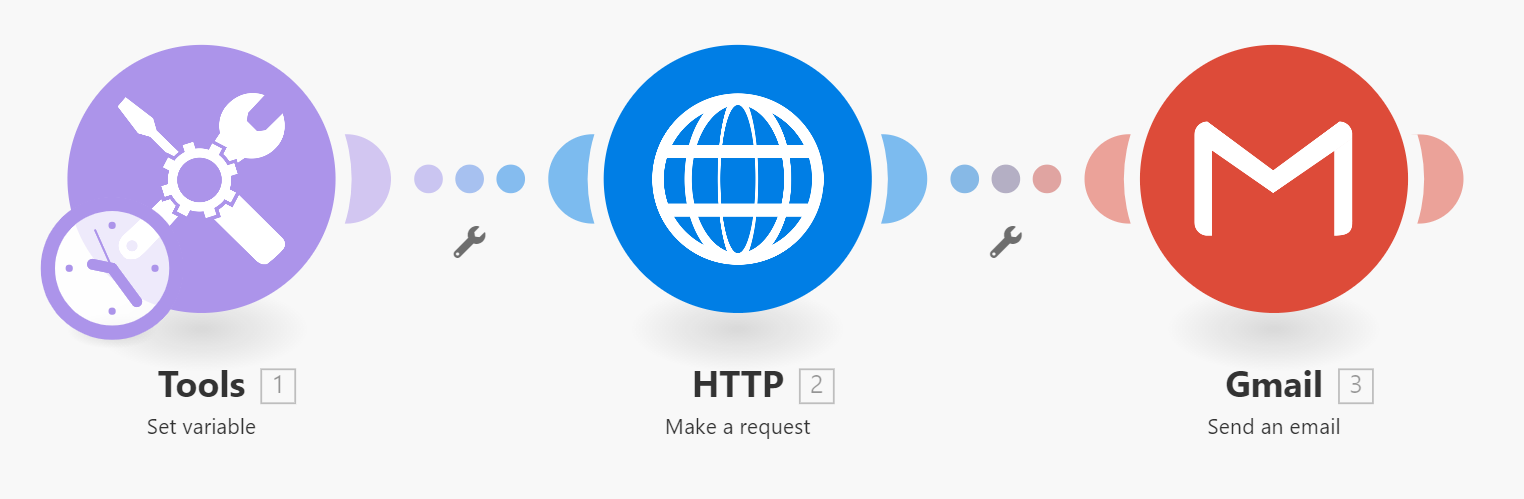 Tools 1
Set variable
HTTP 2
Make a request
Gmail 3
Send an email